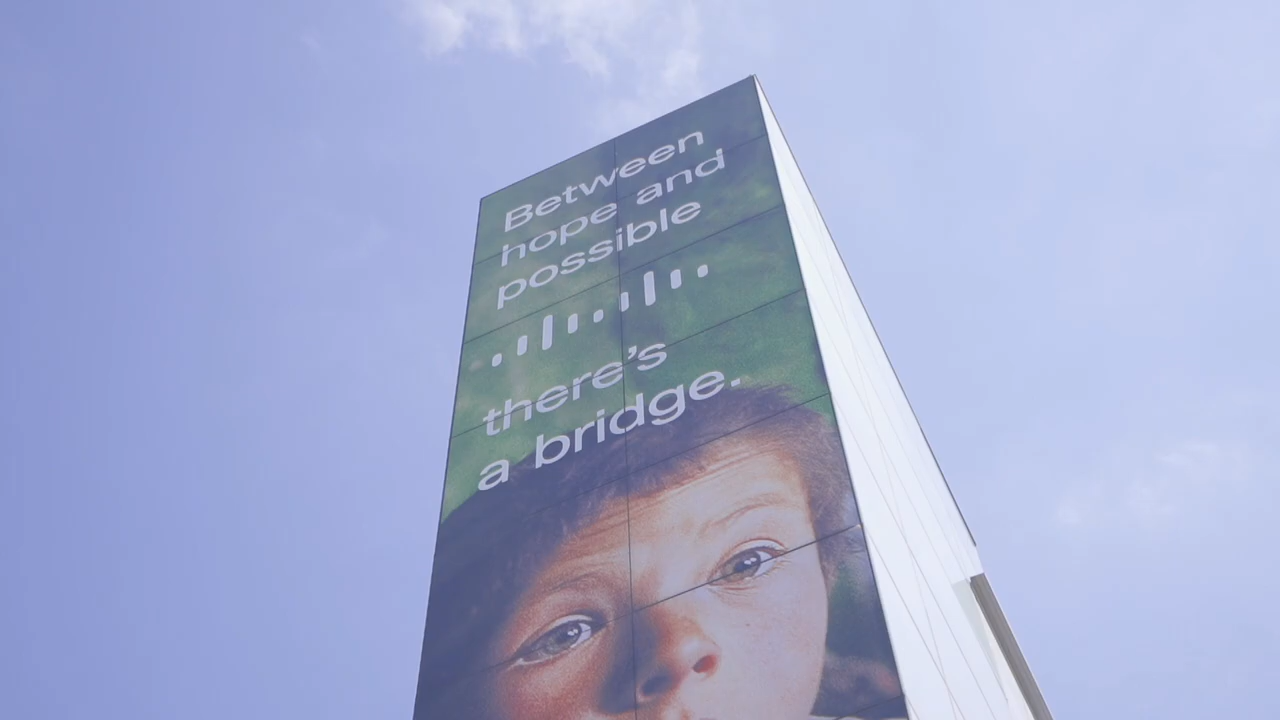 Between
hope and
possible
there's
a bridge.